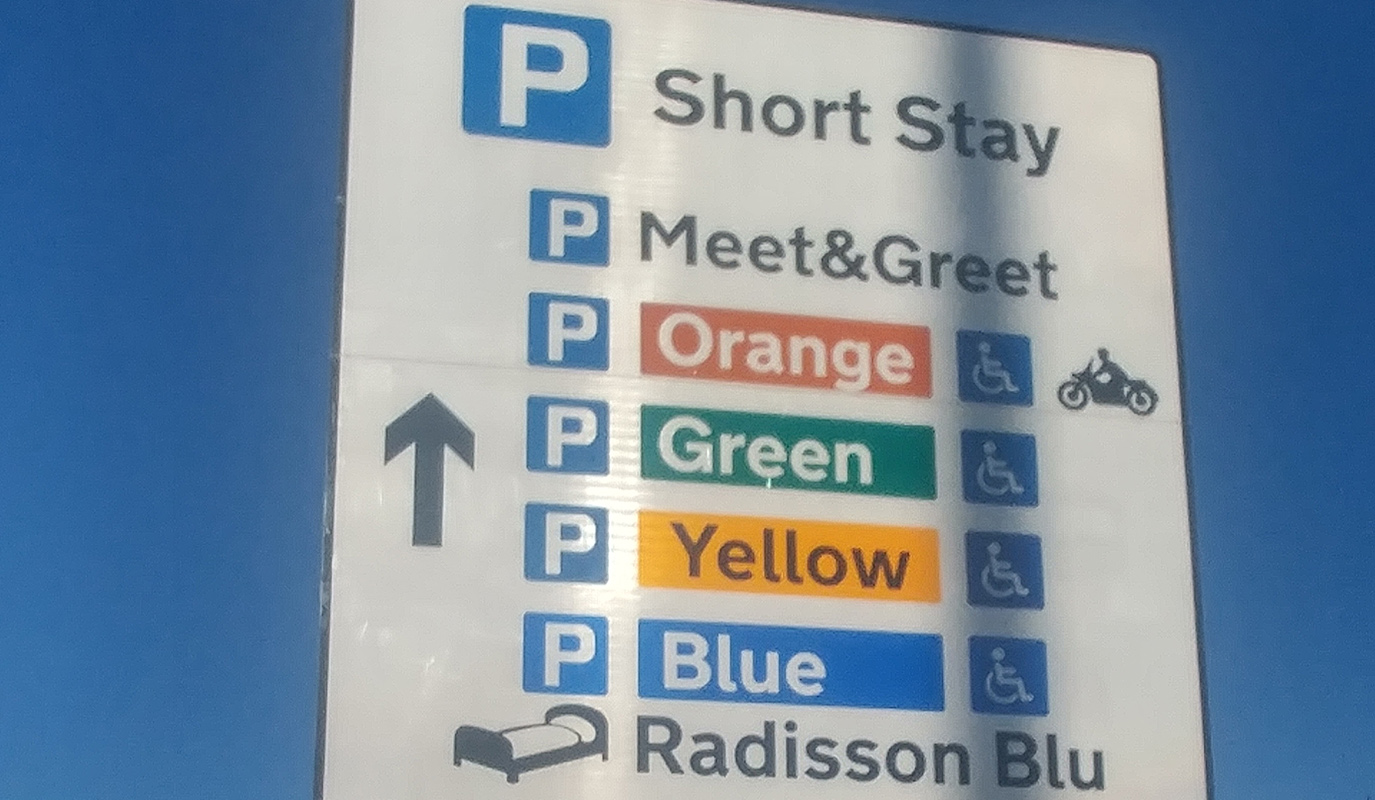 P Short Stay
P Meet&Greet
P Orange
P Green
P Yellow
P Blue
Radisson Blu